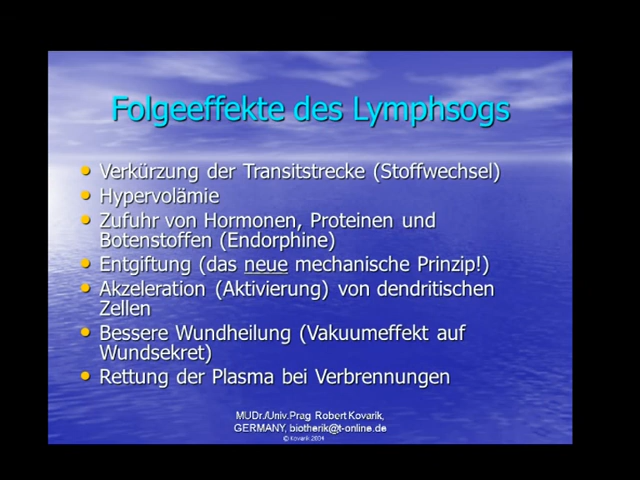 Folgeeffekte des Lymphsogs
• Verkürzung der Transitstrecke (Stoffwechsel)
• Hypervolämie
• Zufuhr von Hormonen, Proteinen und
Botenstoffen (Endorphine)
• Entgiftung (das neue mechanische Prinzip!)
• Akzeleration (Aktivierung) von dendritischen
Zellen
• Bessere Wundheilung (Vakuumeffekt auf
Wundsekret)
• Rettung der Plasma bei Verbrennungen
MUDr./Univ.Prag Robert Kovarik,
GERMANY, biotherik@t-online.de
© Kovarik 2004